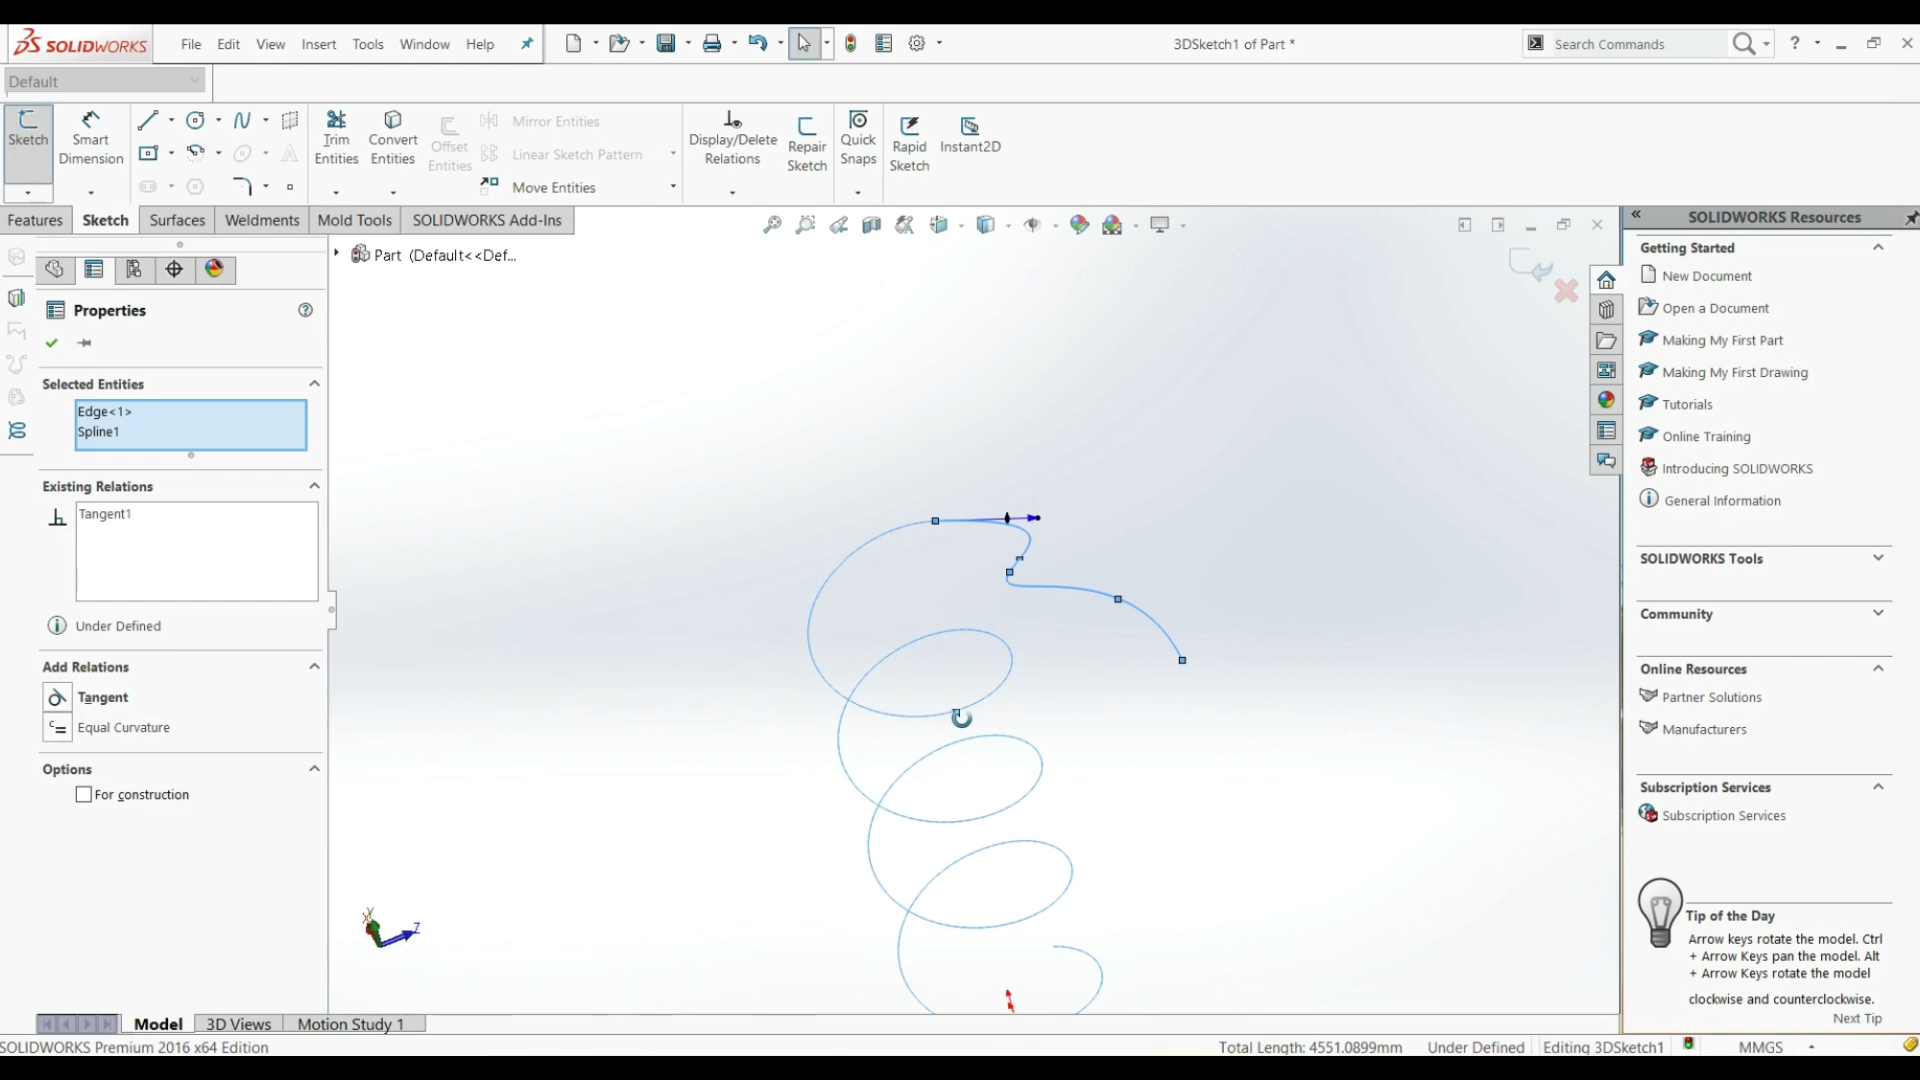 SOLIDWORKS
File Edit View Insert Tools Window Help
3DSketch1 of Part *
Search Commands
Default
Sketch
Smart Dimension
Trim Entities
Convert Entities
Offset Entities
Mirror Entities
Linear Sketch Pattern
Move Entities
Display/Delete Relations
Repair Sketch
Quick Snaps
Rapid Sketch
Instant2D
Features Sketch Surfaces Weldments Mold Tools SOLIDWORKS Add-Ins
Part (Default<<Def...
Properties
Selected Entities
Edge<1>
Spline1
Existing Relations
Tangent1
Under Defined
Add Relations
Tangent
Equal Curvature
Options
For construction
Z
SOLIDWORKS Resources
Getting Started
New Document
Open a Document
Making My First Part
Making My First Drawing
Tutorials
Online Training
Introducing SOLIDWORKS
General Information
SOLIDWORKS Tools
Community
Online Resources
Partner Solutions
Manufacturers
Subscription Services
Subscription Services
Tip of the Day
Arrow keys rotate the model. Ctrl
+ Arrow Keys pan the model. Alt
+ Arrow Keys rotate the model
clockwise and counterclockwise.
Next Tip
Model 3D Views Motion Study 1
SOLIDWORKS Premium 2016 x64 Edition
Total Length: 4551.0899mm Under Defined Editing 3DSketch1 MMGS